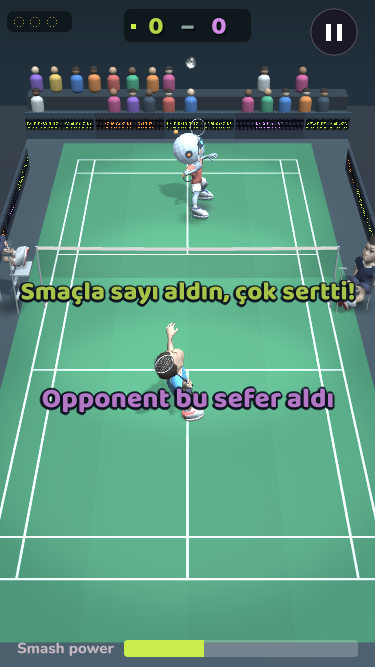 0 – 0
Smaçla sayı aldın, çok sertti!
Opponent bu sefer aldı
Smash power